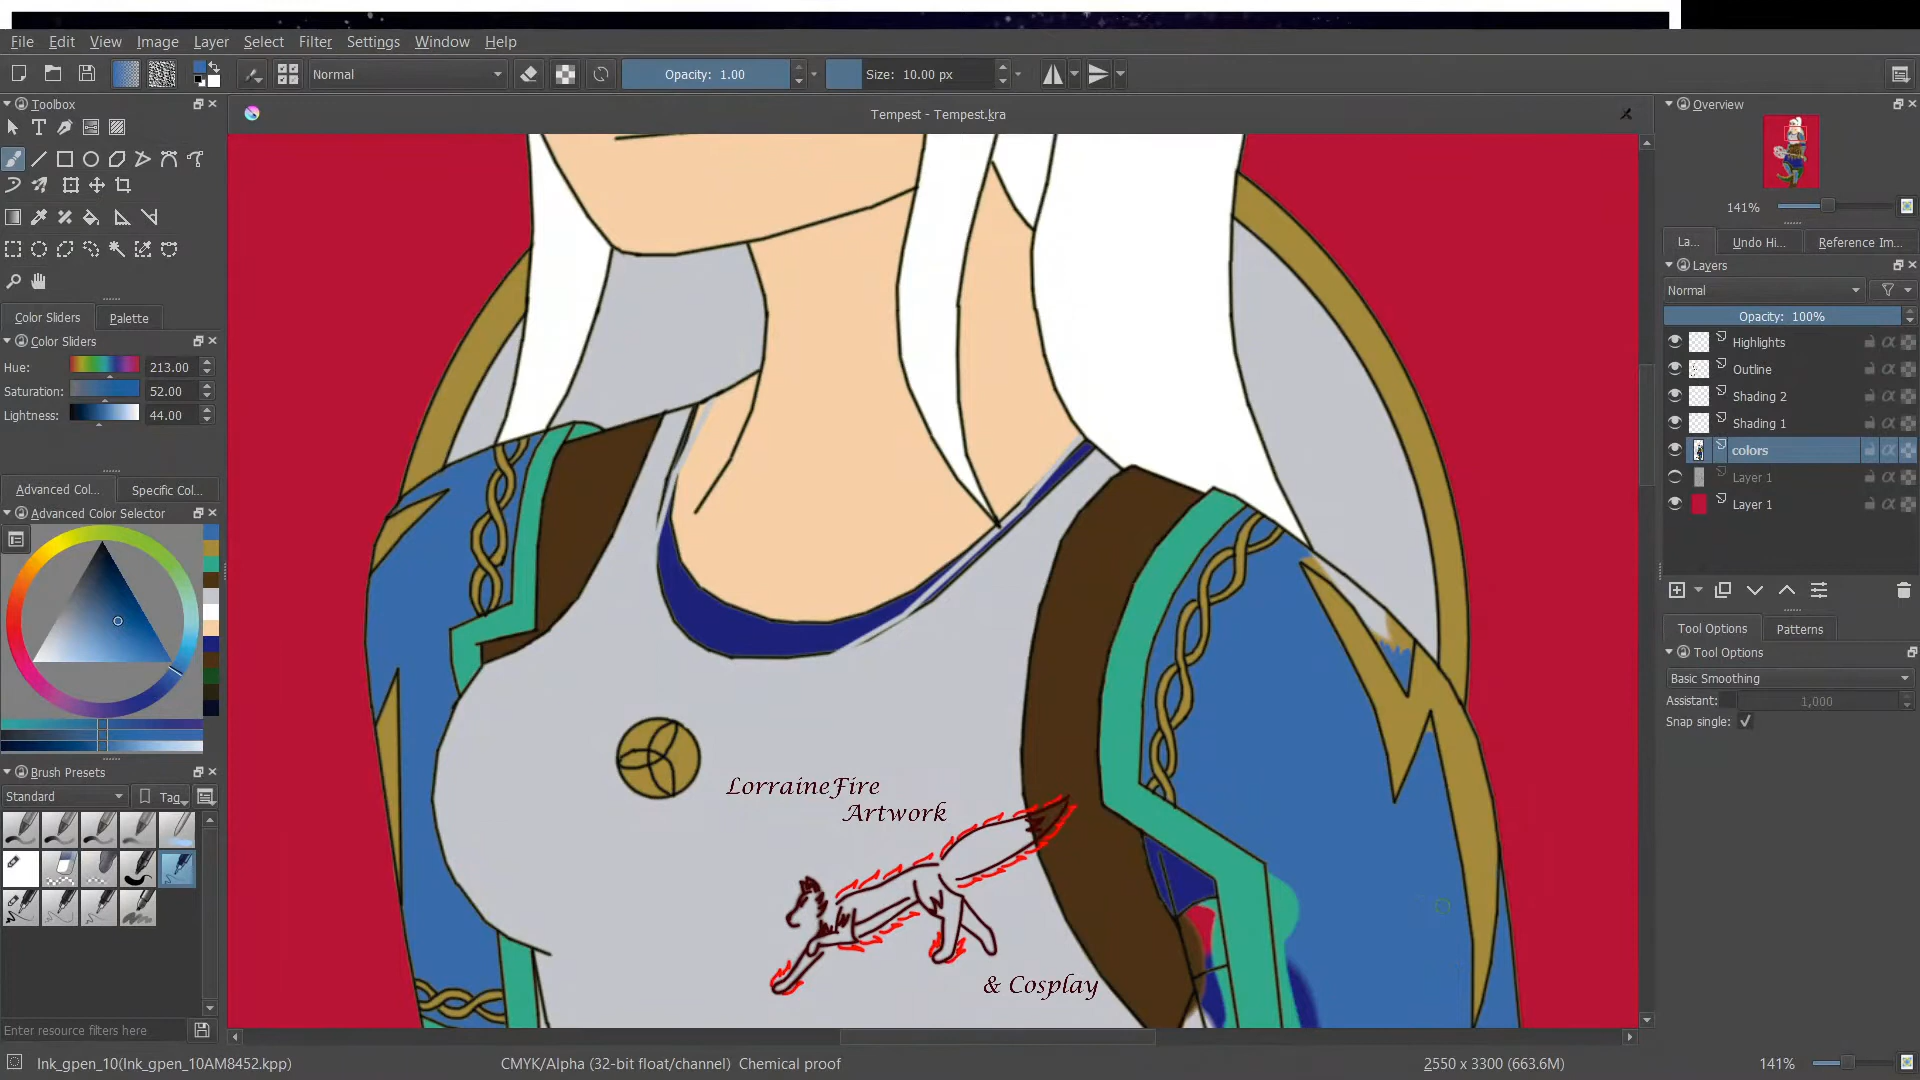 File Edit View Image Layer Select Filter Settings Window Help
Normal Opacity: 1.00 Size: 10.00 px
Toolbox
Tempest - Tempest.kra
Overview
141%
La... Undo Hi... Reference Im...
Layers
Normal
Opacity: 100%
Highlights
Outline
Shading 2
Shading 1
colors
Layer 1
Layer 1
Tool Options Patterns
Tool Options
Basic Smoothing
Assistant: 1,000
Snap single:
Color Sliders Palette
Color Sliders
Hue: 213.00
Saturation: 52.00
Lightness: 44.00
Advanced Col... Specific Col...
Advanced Color Selector
Brush Presets
Standard Tag
Enter resource filters here
LorraineFire
Artwork
& Cosplay
Ink_gpen_10(Ink_gpen_10AM8452.kpp) CMYK/Alpha (32-bit float/channel) Chemical proof 2550 x 3300 (663.6M) 141%